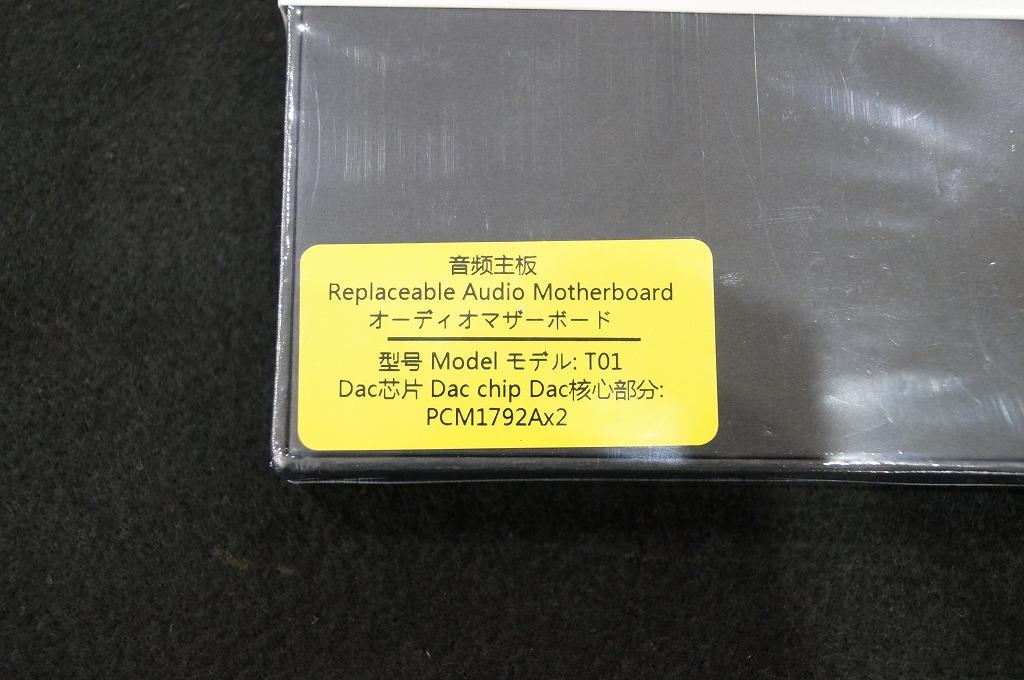 音频主板
Replaceable Audio Motherboard
オーディオマザーボード
型号 Model モデル: T01
Dac芯片 Dac chip Dac核心部分:
PCM1792Ax2